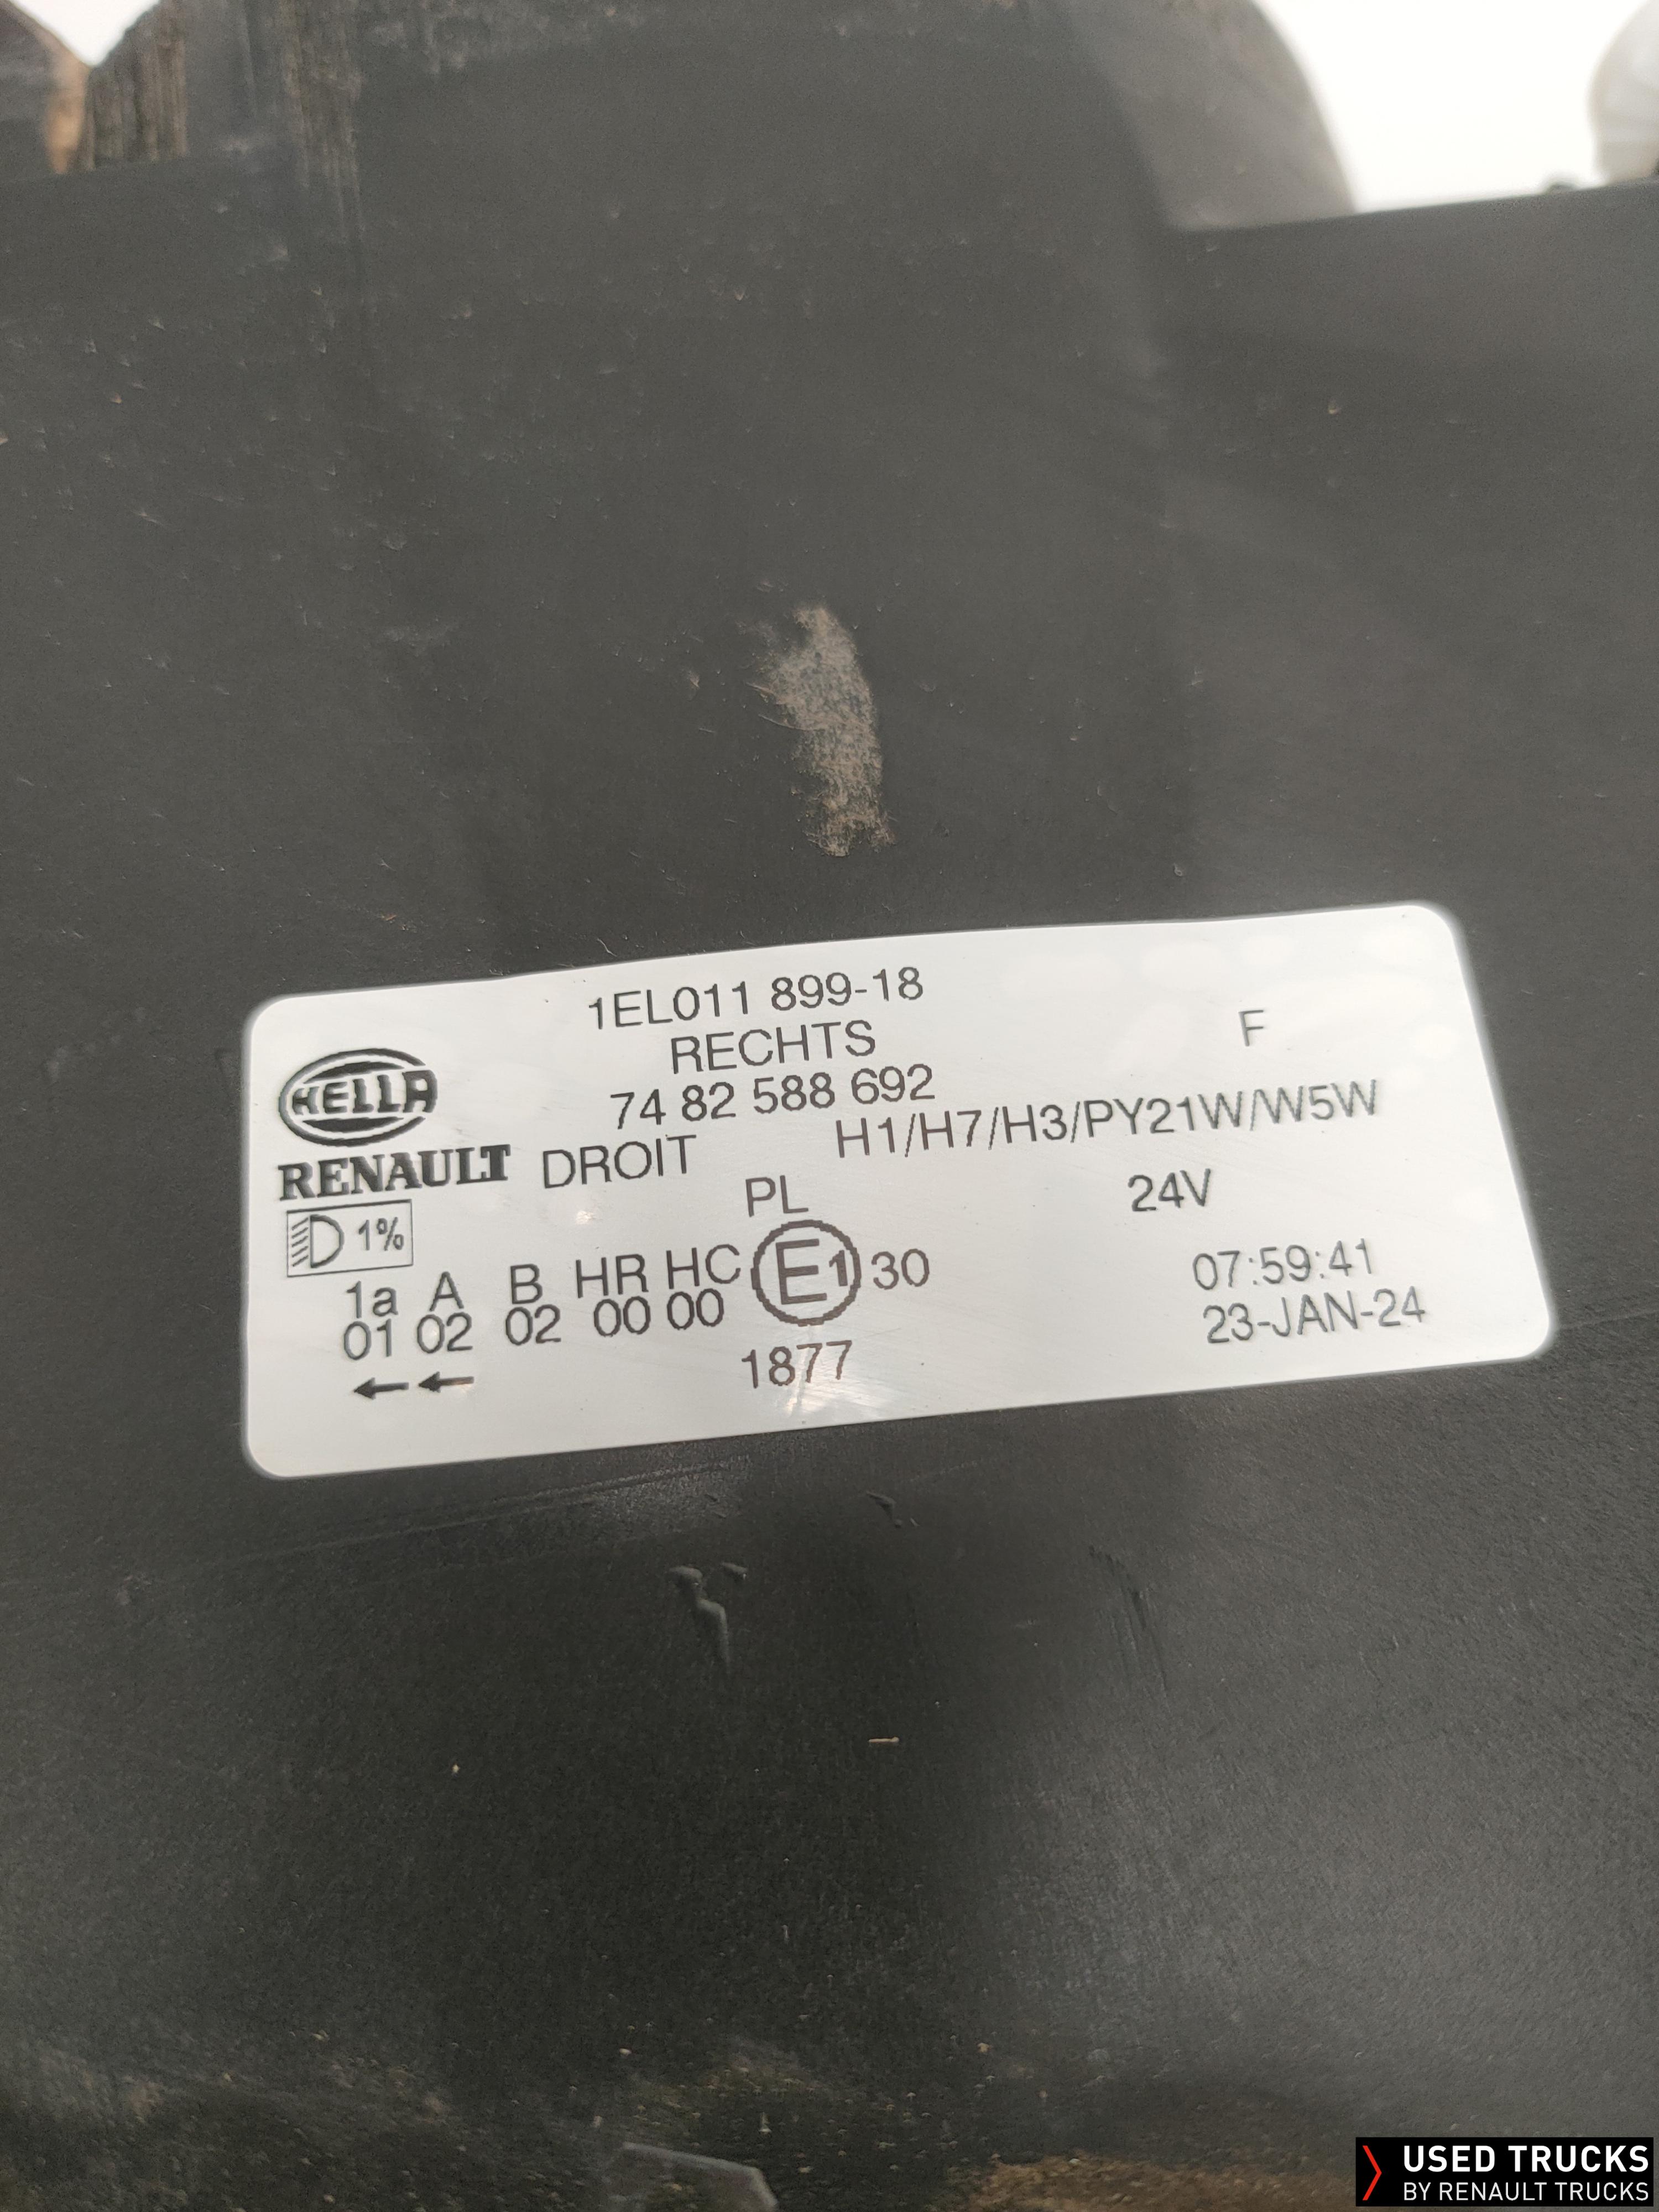 1EL011 899-18
RECHTS
F
HELLA
74 82 588 692
RENAULT DROIT
H1/H7/H3/PY21W/W5W
PL
24V
1%
1a A B HR HC E1 30
01 02 02 00 00
07:59:41
23-JAN-24
1877
USED TRUCKS
BY RENAULT TRUCKS